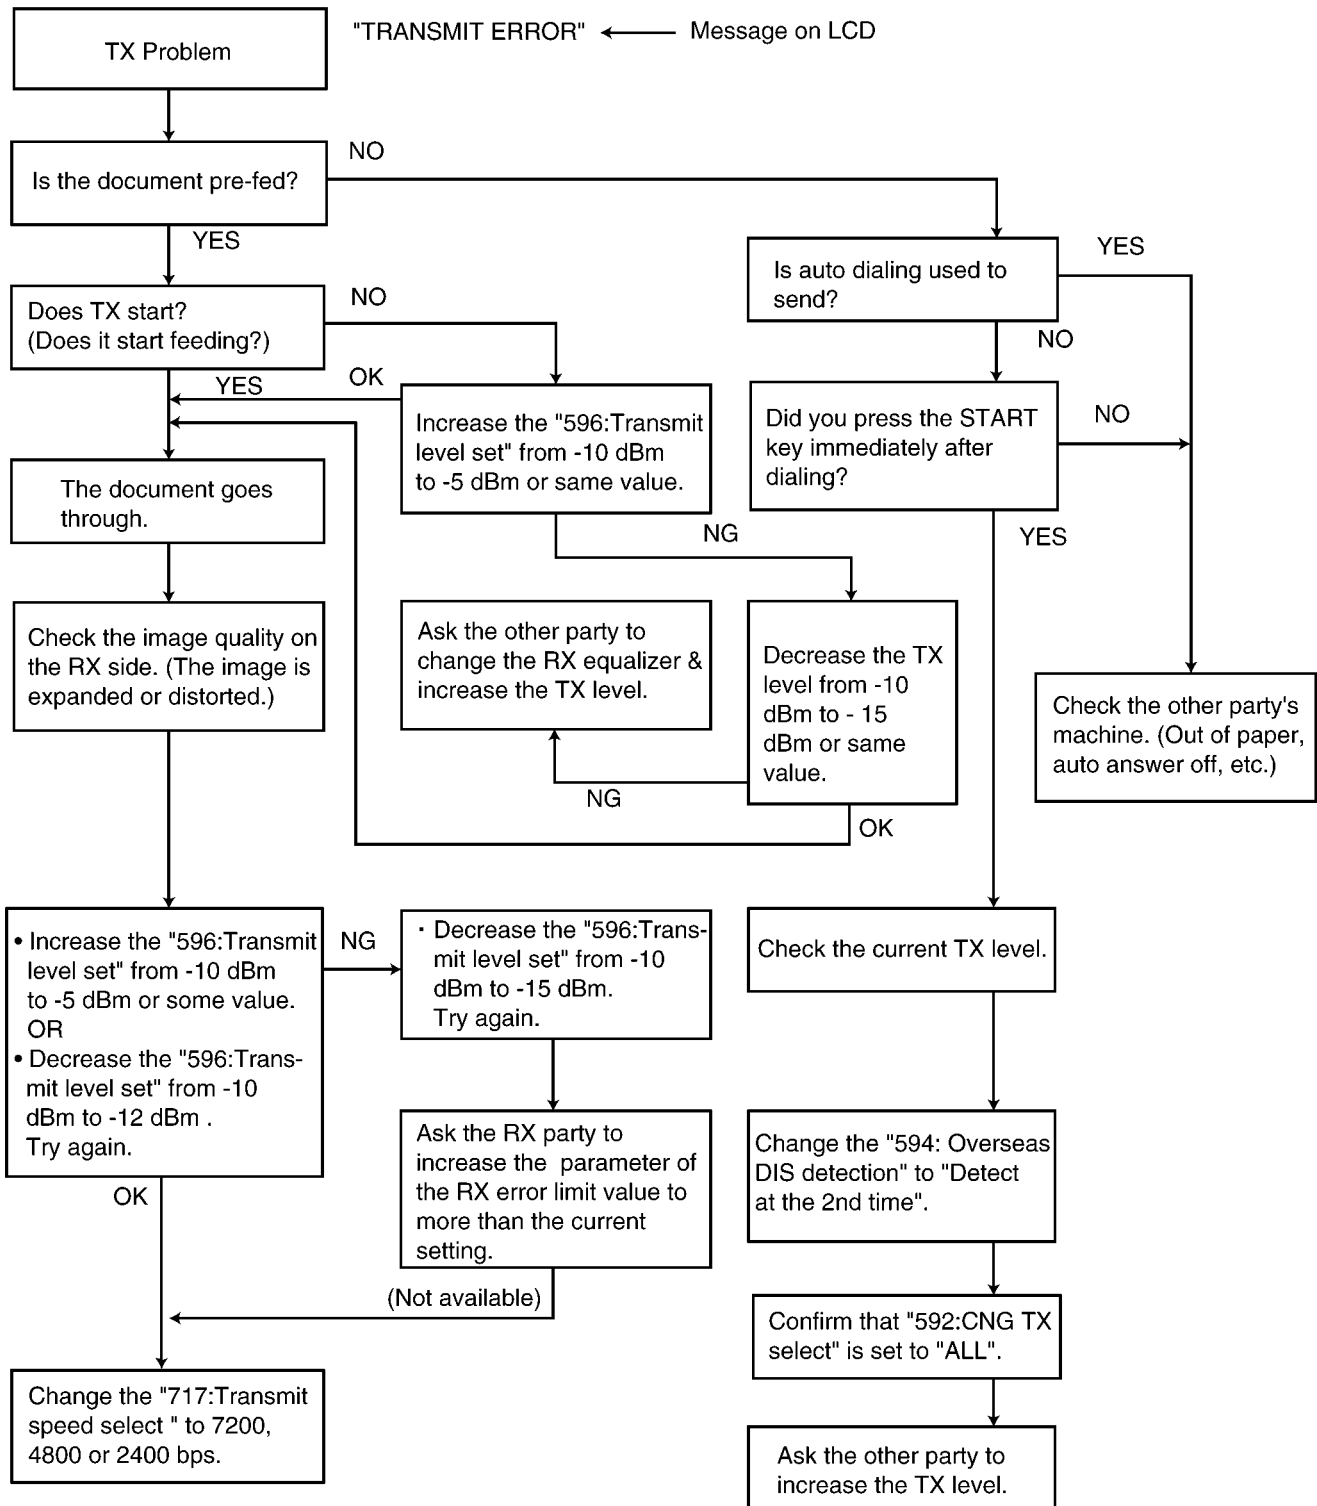 TX Problem
"TRANSMIT ERROR"
Message on LCD
Is the document pre-fed?
NO
YES
Is auto dialing used to
send?
YES
NO
Does TX start?
(Does it start feeding?)
NO
YES
OK
Increase the "596:Transmit
level set" from -10 dBm
to -5 dBm or same value.
NG
Did you press the START
key immediately after
dialing?
NO
YES
The document goes
through.
Check the image quality on
the RX side. (The image is
expanded or distorted.)
Ask the other party to
change the RX equalizer &
increase the TX level.
Decrease the TX
level from -10
dBm to - 15
dBm or same
value.
NG
OK
Check the other party's
machine. (Out of paper,
auto answer off, etc.)
• Increase the "596:Transmit
level set" from -10 dBm
to -5 dBm or some value.
OR
• Decrease the "596:Trans-
mit level set" from -10
dBm to -12 dBm .
Try again.
NG
OK
· Decrease the "596:Trans-
mit level set" from -10
dBm to -15 dBm.
Try again.
Ask the RX party to
increase the parameter of
the RX error limit value to
more than the current
setting.
(Not available)
Change the "717:Transmit
speed select " to 7200,
4800 or 2400 bps.
Check the current TX level.
Change the "594: Overseas
DIS detection" to "Detect
at the 2nd time".
Confirm that "592:CNG TX
select" is set to "ALL".
Ask the other party to
increase the TX level.